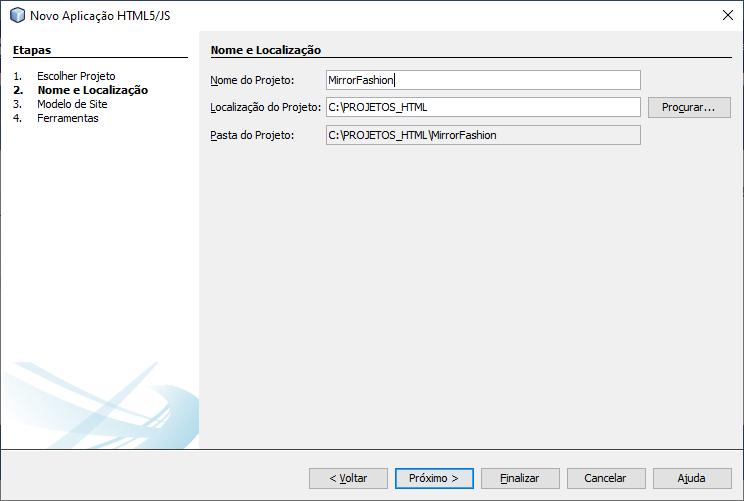 Novo Aplicação HTML5/JS
Etapas
1. Escolher Projeto
2. Nome e Localização
3. Modelo de Site
4. Ferramentas
Nome e Localização
Nome do Projeto: MirrorFashion
Localização do Projeto: C:\PROJETOS_HTML Procurar...
Pasta do Projeto: C:\PROJETOS_HTML\MirrorFashion
< Voltar Próximo > Finalizar Cancelar Ajuda